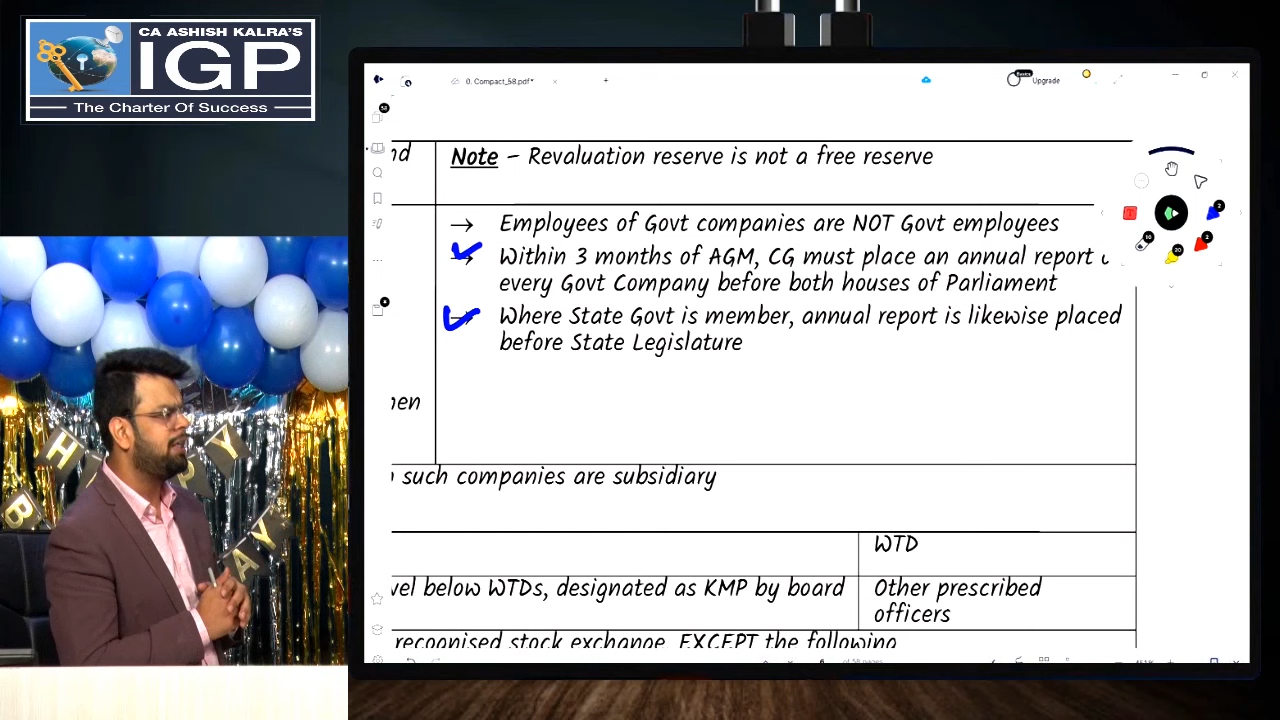 CA ASHISH KALRA'S
IGP
The Charter Of Success
0. Compact_58.pdf*
Upgrade
Note – Revaluation reserve is not a free reserve
→ Employees of Govt companies are NOT Govt employees
Within 3 months of AGM, CG must place an annual report
every Govt Company before both houses of Parliament
Where State Govt is member, annual report is likewise placed
before State Legislature
such companies are subsidiary
WTD
below WTDs, designated as KMP by board
Other prescribed
officers
recognised stock exchange, EXCEPT the following
H
P
Y
B
A
Y